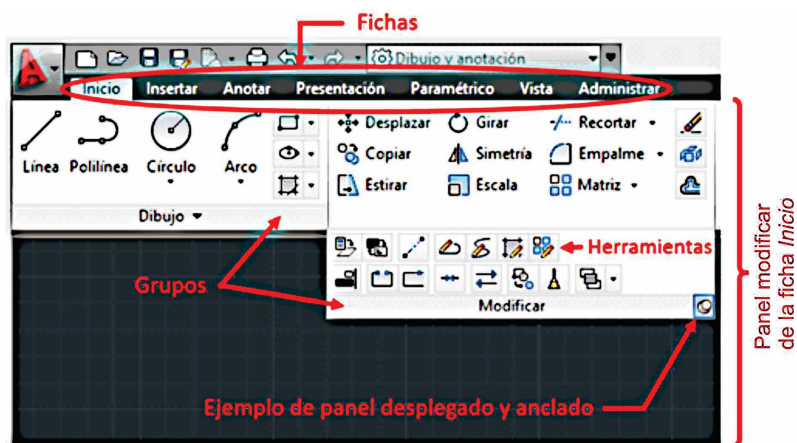 Fichas
A
Dibujo y anotación
Inicio Insertar Anotar Presentación Paramétrico Vista Administrar
Desplazar Girar Recortar
Copiar Simetría Empalme
Línea Polilínea Círculo Arco
Estirar Escala Matriz
Dibujo
Herramientas
Grupos
Modificar
Ejemplo de panel desplegado y anclado
Panel modificar
de la ficha Inicio